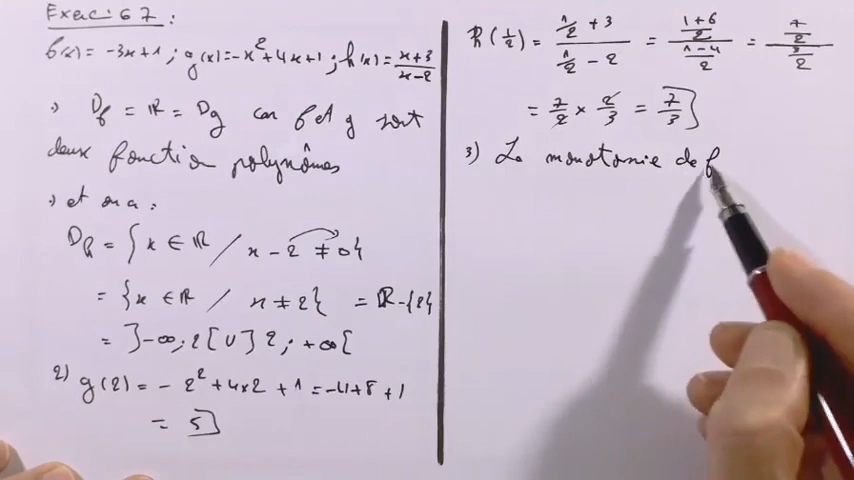 Exercice 67 :
f(x) = -3x+1 ; g(x) = -x²+4x+1 ; h(x) = x+3/x-2
1) Df = ℝ = Dg car f et g sont
deux fonction polynômes
2) et on a :
Dh = {x ∈ ℝ / x - 2 ≠ 0}
= {x ∈ ℝ / x ≠ 2} = ℝ-{2}
= ]-∞; 2[ U ]2; +∞[
2) g(2) = - 2² + 4x2 + 1 = -4+8+1
= 5
h(1/2) = (1/2 + 3)/(1/2 - 2) = ((1+6)/2)/((1-4)/2) = (7/2)/(3/2)
= 7/2 × 2/3 = 7/3
3) La monotonie de f